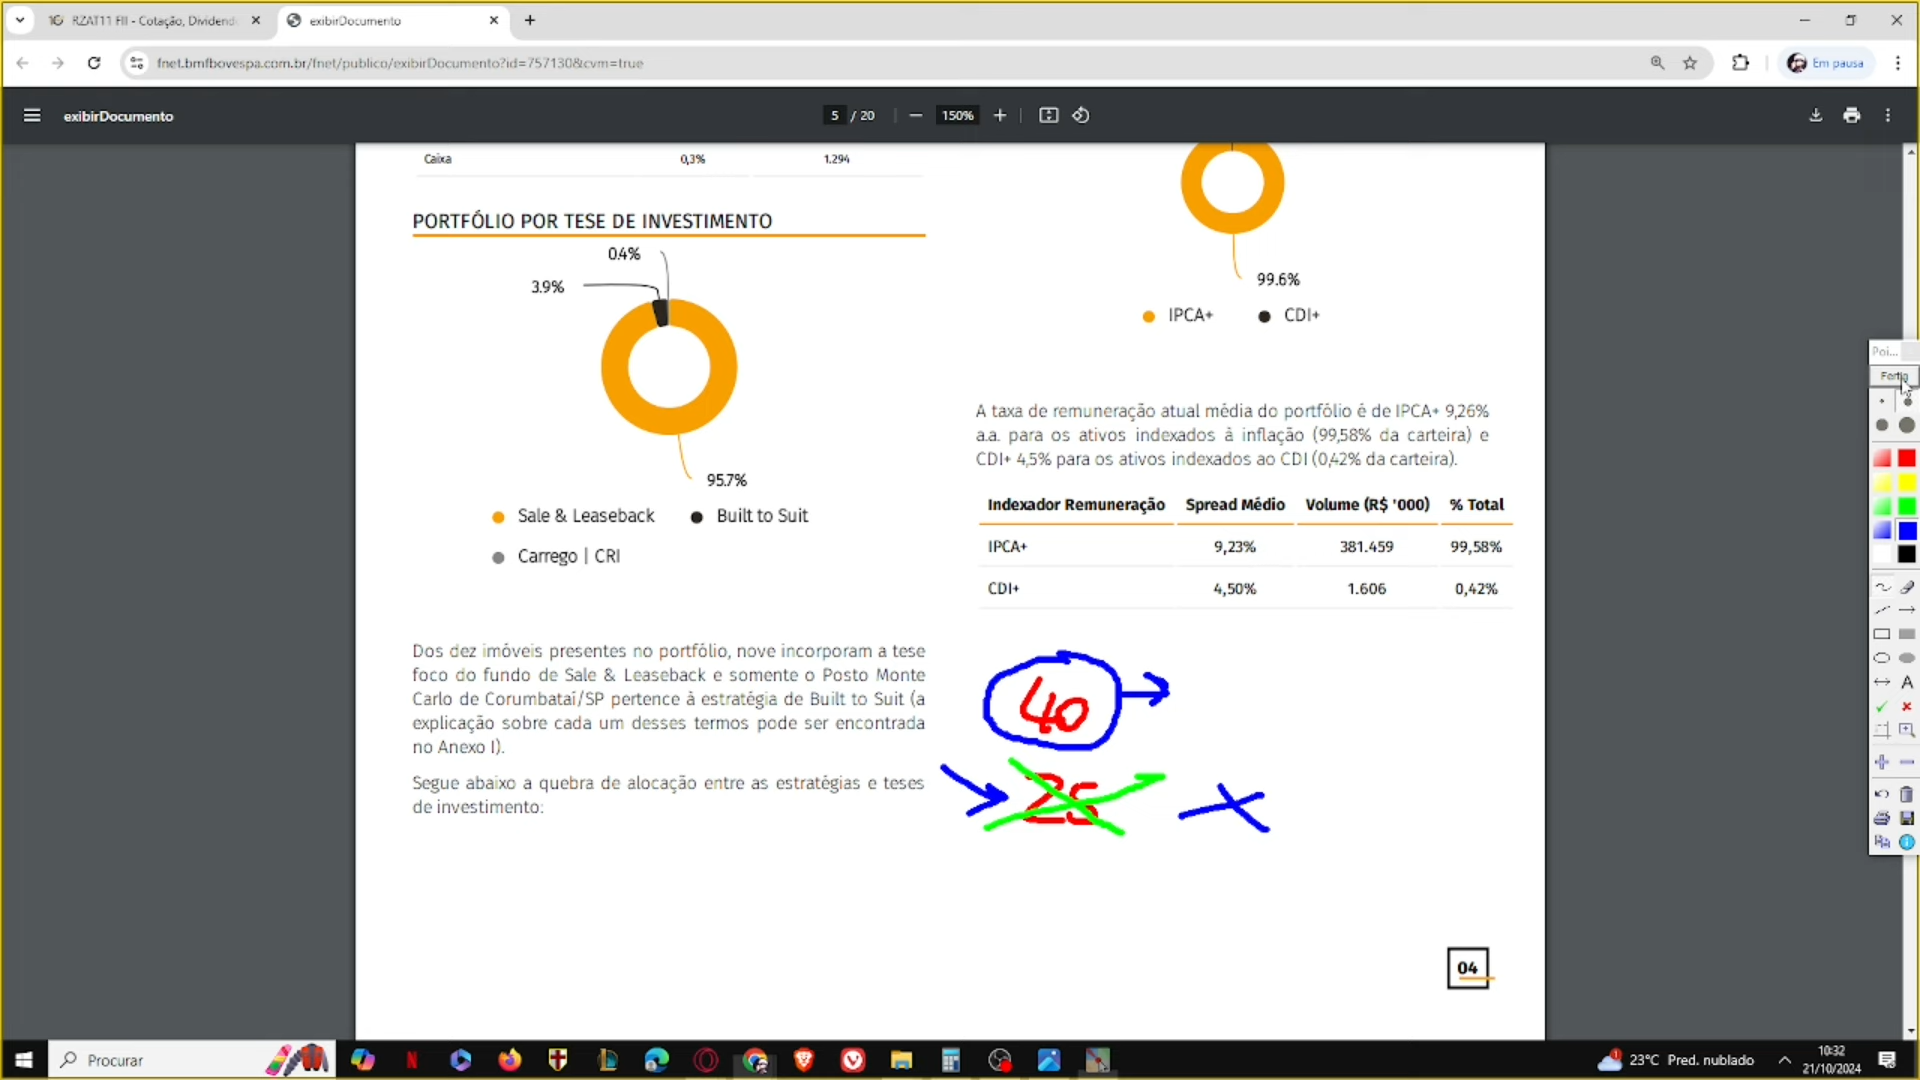 RZAT11 FII - Cotação, Dividend
exibirDocumento
fnet.bmfbovespa.com.br/fnet/publico/exibirDocumento?id=757130&cvm=true
Em pausa
exibirDocumento
5 / 20
150%
Caixa 0,3% 1.294
PORTFÓLIO POR TESE DE INVESTIMENTO
0.4%
3.9%
95.7%
Sale & Leaseback
Built to Suit
Carrego | CRI
Dos dez imóveis presentes no portfólio, nove incorporam a tese
foco do fundo de Sale & Leaseback e somente o Posto Monte
Carlo de Corumbataí/SP pertence à estratégia de Built to Suit (a
explicação sobre cada um desses termos pode ser encontrada
no Anexo I).
Segue abaixo a quebra de alocação entre as estratégias e teses
de investimento:
99.6%
IPCA+
CDI+
A taxa de remuneração atual média do portfólio é de IPCA+ 9,26%
a.a. para os ativos indexados à inflação (99,58% da carteira) e
CDI+ 4,5% para os ativos indexados ao CDI (0,42% da carteira).
Indexador Remuneração Spread Médio Volume (R$ '000) % Total
IPCA+ 9,23% 381.459 99,58%
CDI+ 4,50% 1.606 0,42%
40
25
04
Poi...
Fertig
A
Procurar
23°C Pred. nublado
10:32
21/10/2024